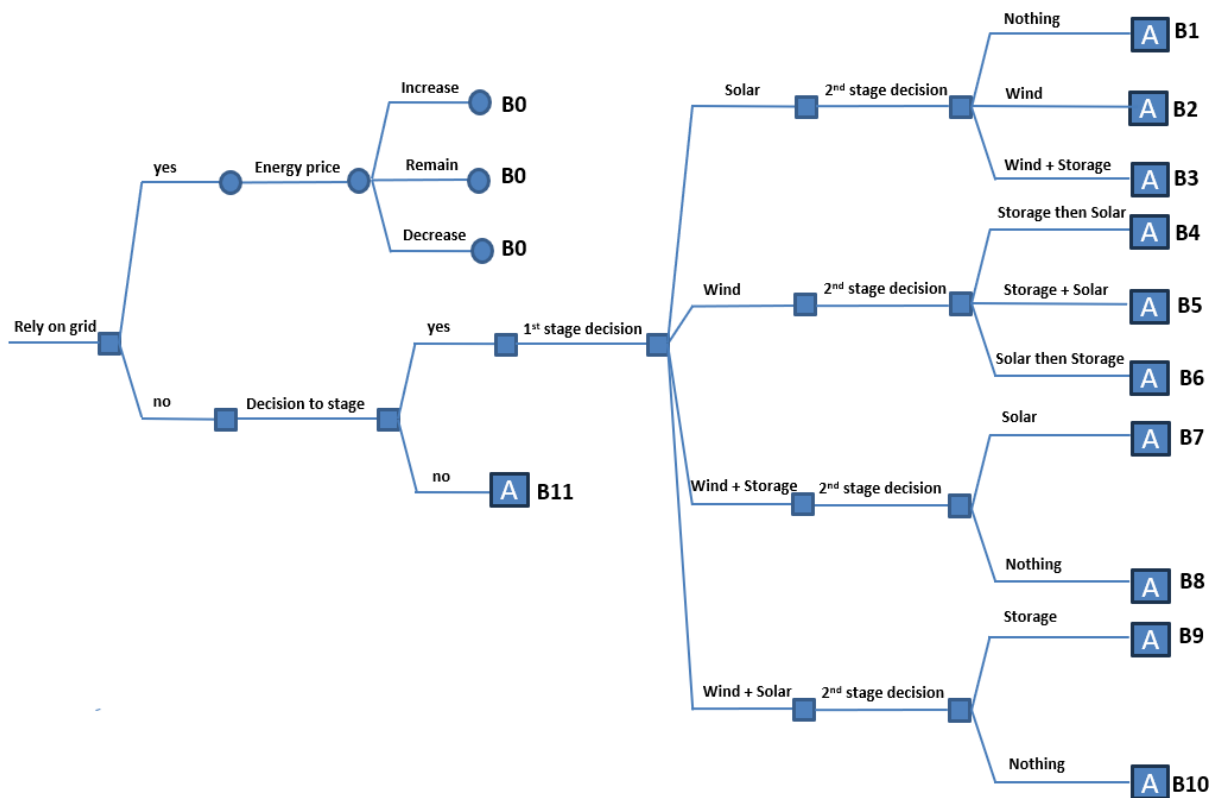 Nothing
A B1
Solar
2nd stage decision
Wind
A B2
Wind + Storage
A B3
Increase
B0
yes
Energy price
Remain
B0
Decrease
B0
Storage then Solar
A B4
Wind
2nd stage decision
Storage + Solar
A B5
Solar then Storage
A B6
Rely on grid
yes
1st stage decision
no
Decision to stage
no
A B11
Solar
A B7
Wind + Storage
2nd stage decision
Nothing
A B8
Storage
A B9
Wind + Solar
2nd stage decision
Nothing
A B10